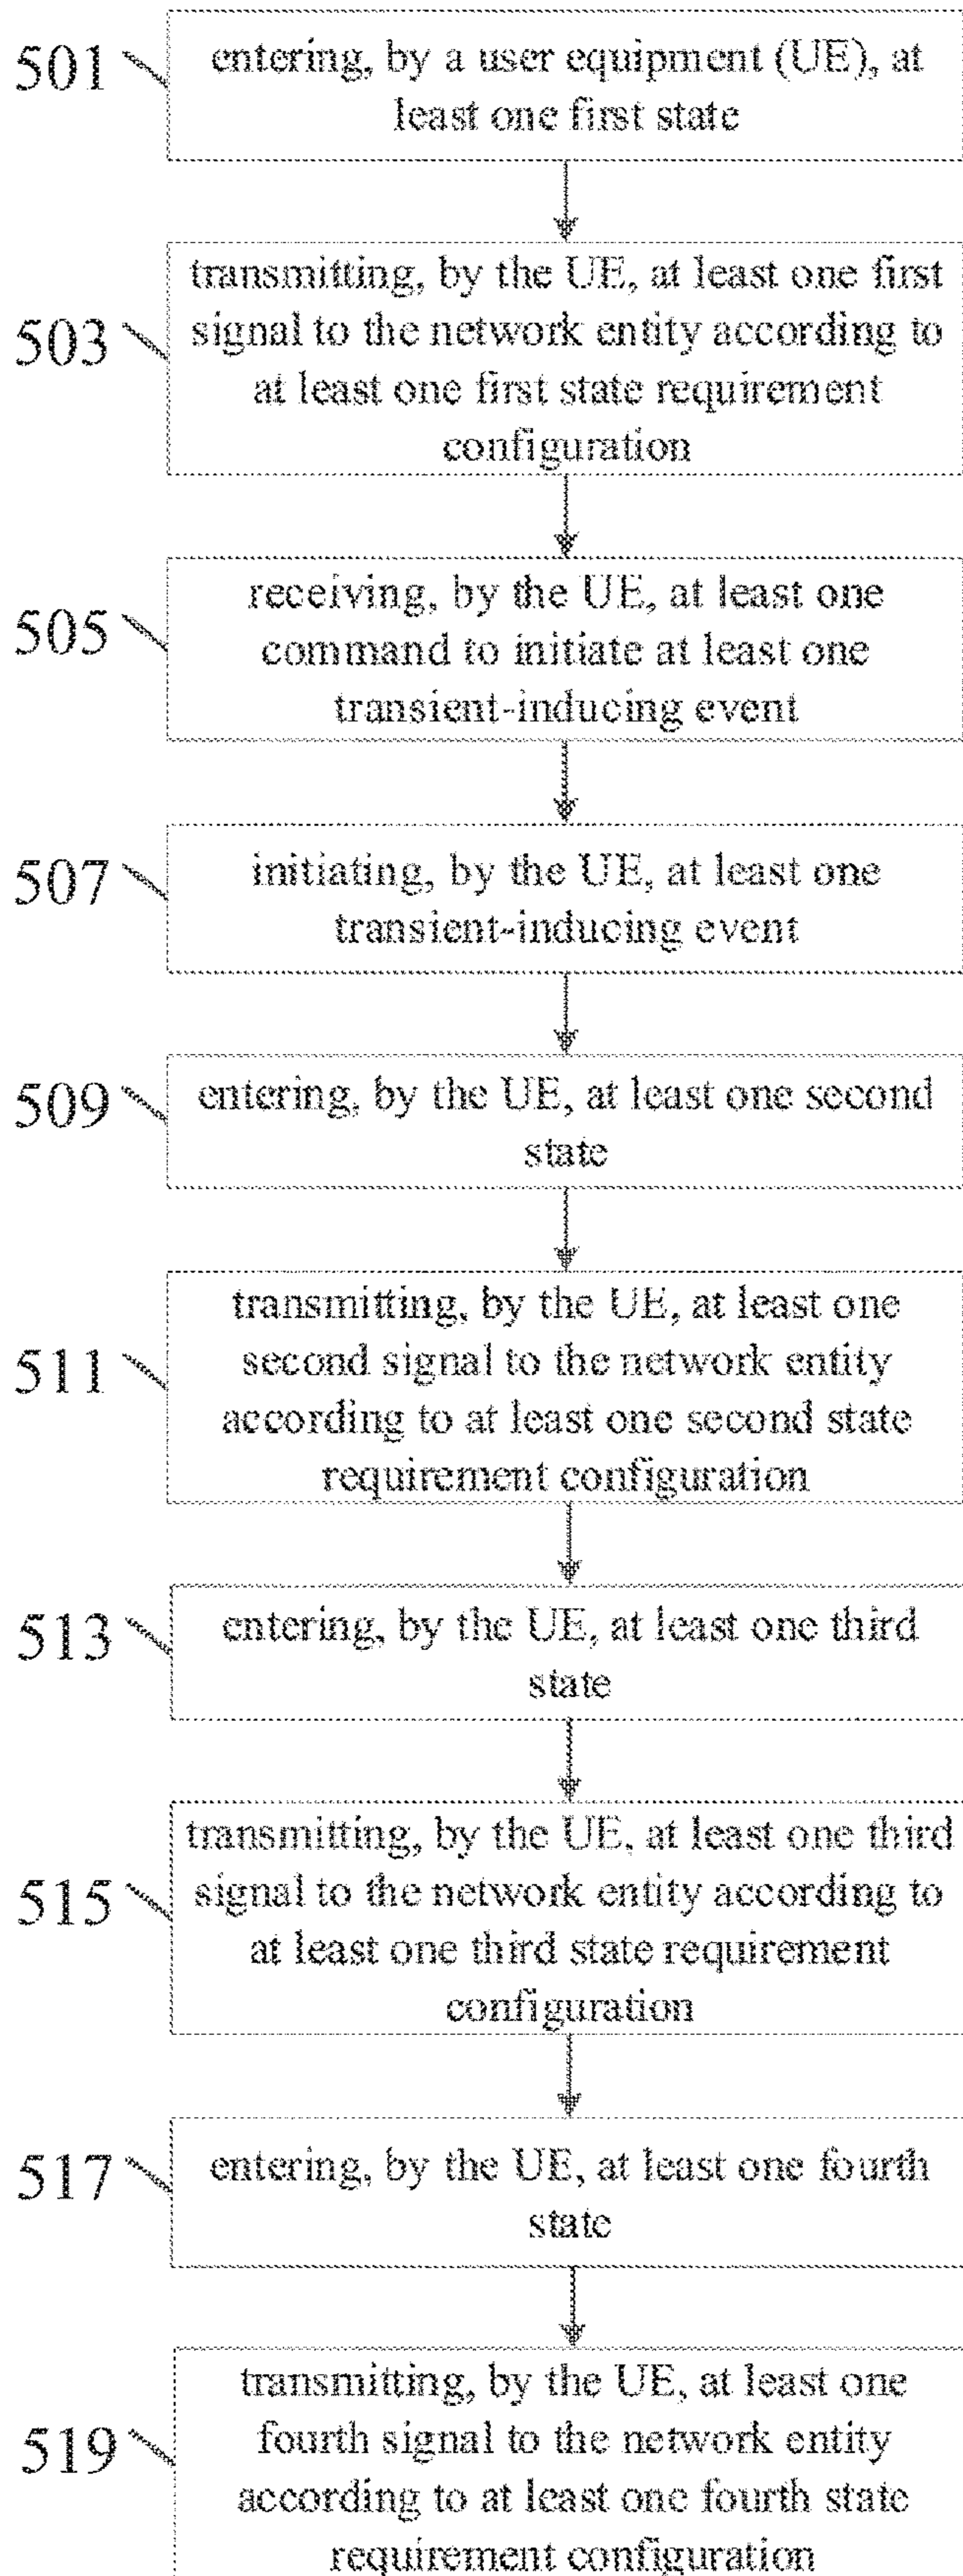 501
entering, by a user equipment (UE), at
least one first state
503
transmitting, by the UE, at least one first
signal to the network entity according to
at least one first state requirement
configuration
505
receiving, by the UE, at least one
command to initiate at least one
transient-inducing event
507
initiating, by the UE, at least one
transient-inducing event
509
entering, by the UE, at least one second
state
511
transmitting, by the UE, at least one
second signal to the network entity
according to at least one second state
requirement configuration
513
entering, by the UE, at least one third
state
515
transmitting, by the UE, at least one third
signal to the network entity according to
at least one third state requirement
configuration
517
entering, by the UE, at least one fourth
state
519
transmitting, by the UE, at least one
fourth signal to the network entity
according to at least one fourth state
requirement configuration